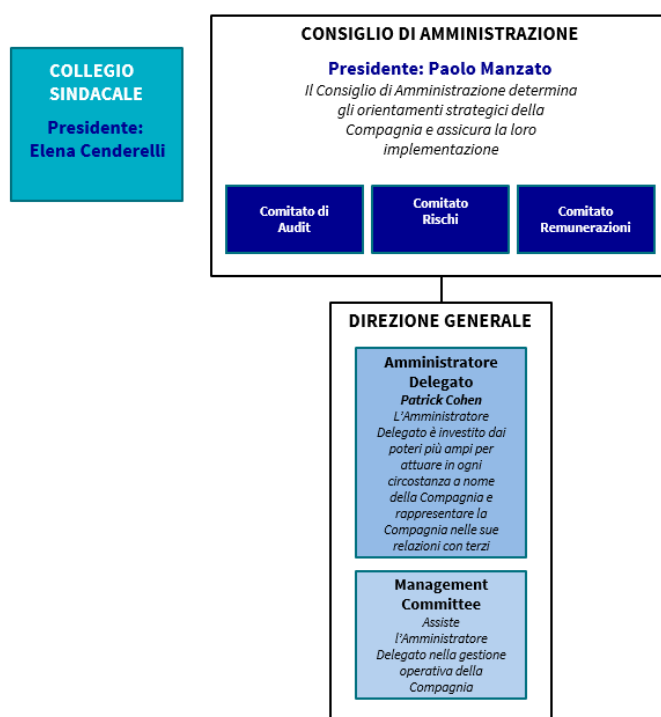 COLLEGIO
SINDACALE
Presidente:
Elena Cenderelli
CONSIGLIO DI AMMINISTRAZIONE
Presidente: Paolo Manzato
Il Consiglio di Amministrazione determina
gli orientamenti strategici della
Compagnia e assicura la loro
implementazione
Comitato di
Audit
Comitato
Rischi
Comitato
Remunerazioni
DIREZIONE GENERALE
Amministratore
Delegato
Patrick Cohen
L'Amministratore
Delegato è investito dai
poteri più ampi per
attuare in ogni
circostanza a nome
della Compagnia e
rappresentare la
Compagnia nelle sue
relazioni con terzi
Management
Committee
Assiste
l'Amministratore
Delegato nella gestione
operativa della
Compagnia